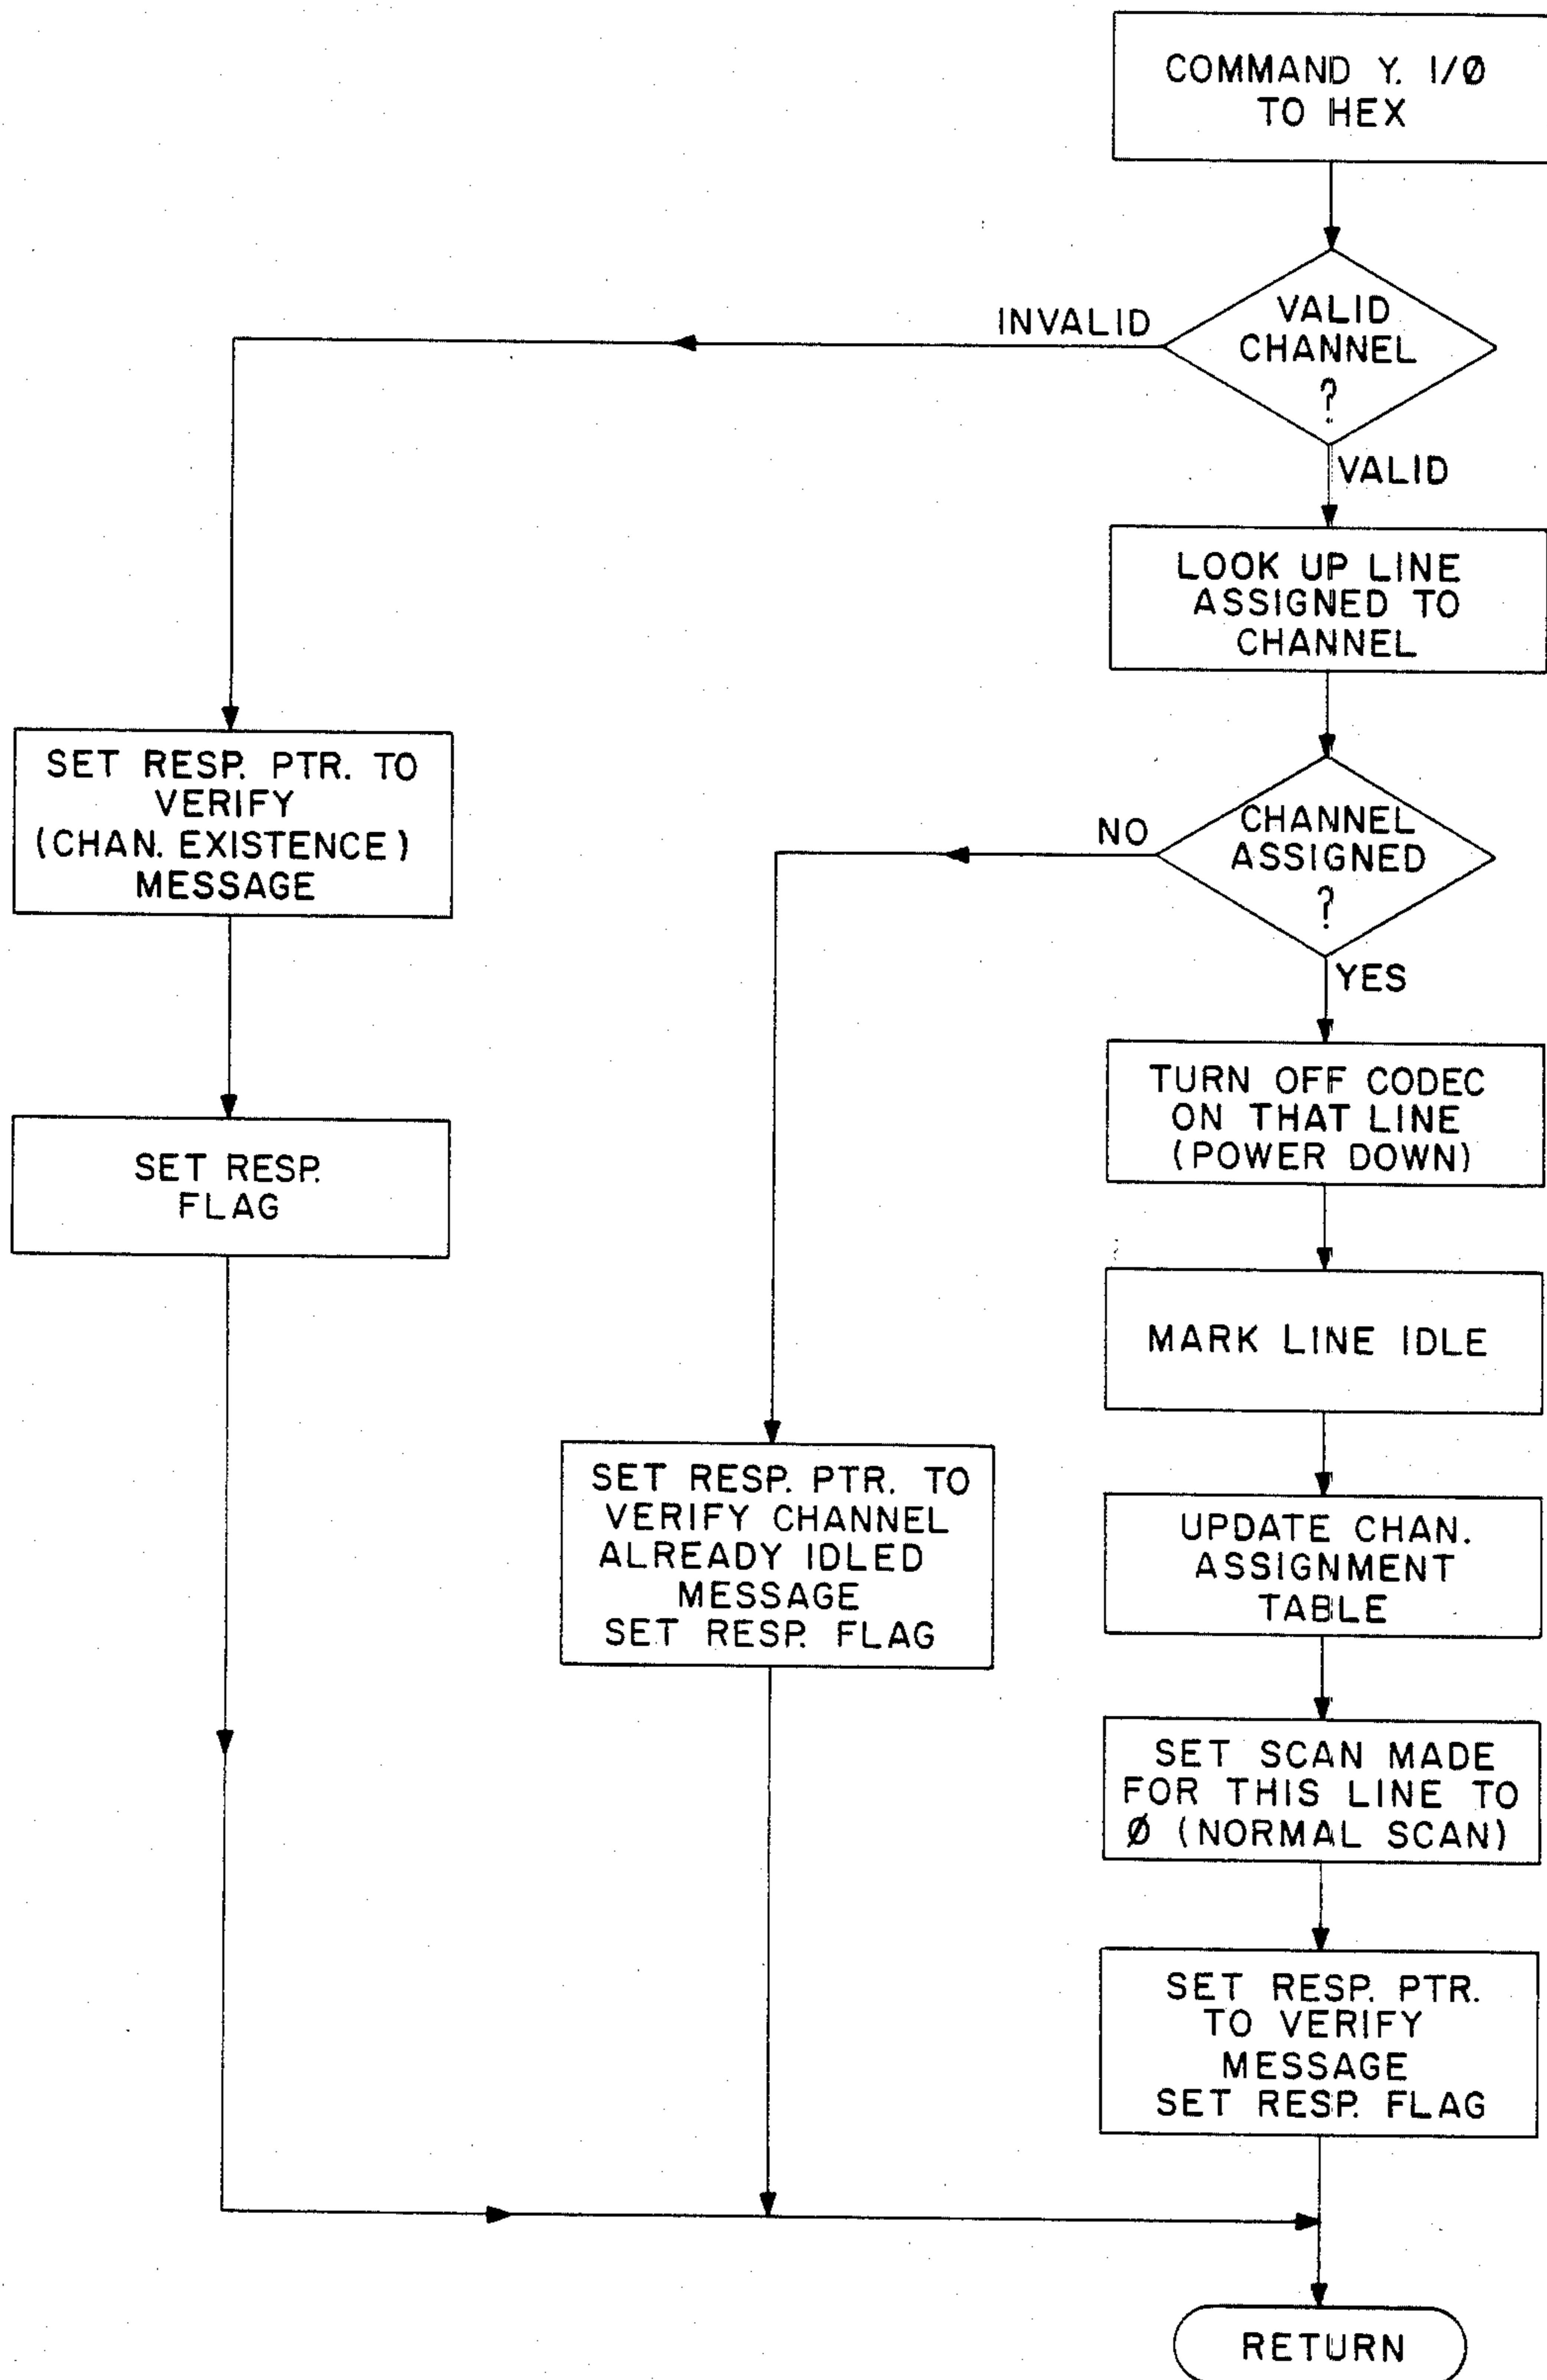 COMMAND Y. I/Ø
TO HEX
INVALID
VALID
CHANNEL
?
VALID
LOOK UP LINE
ASSIGNED TO
CHANNEL
SET RESP. PTR. TO
VERIFY
(CHAN. EXISTENCE)
MESSAGE
NO
CHANNEL
ASSIGNED
?
YES
SET RESP.
FLAG
TURN OFF CODEC
ON THAT LINE
(POWER DOWN)
MARK LINE IDLE
SET RESP. PTR. TO
VERIFY CHANNEL
ALREADY IDLED
MESSAGE
SET RESP. FLAG
UPDATE CHAN.
ASSIGNMENT
TABLE
SET SCAN MADE
FOR THIS LINE TO
Ø (NORMAL SCAN)
SET RESP. PTR.
TO VERIFY
MESSAGE
SET RESP. FLAG
RETURN